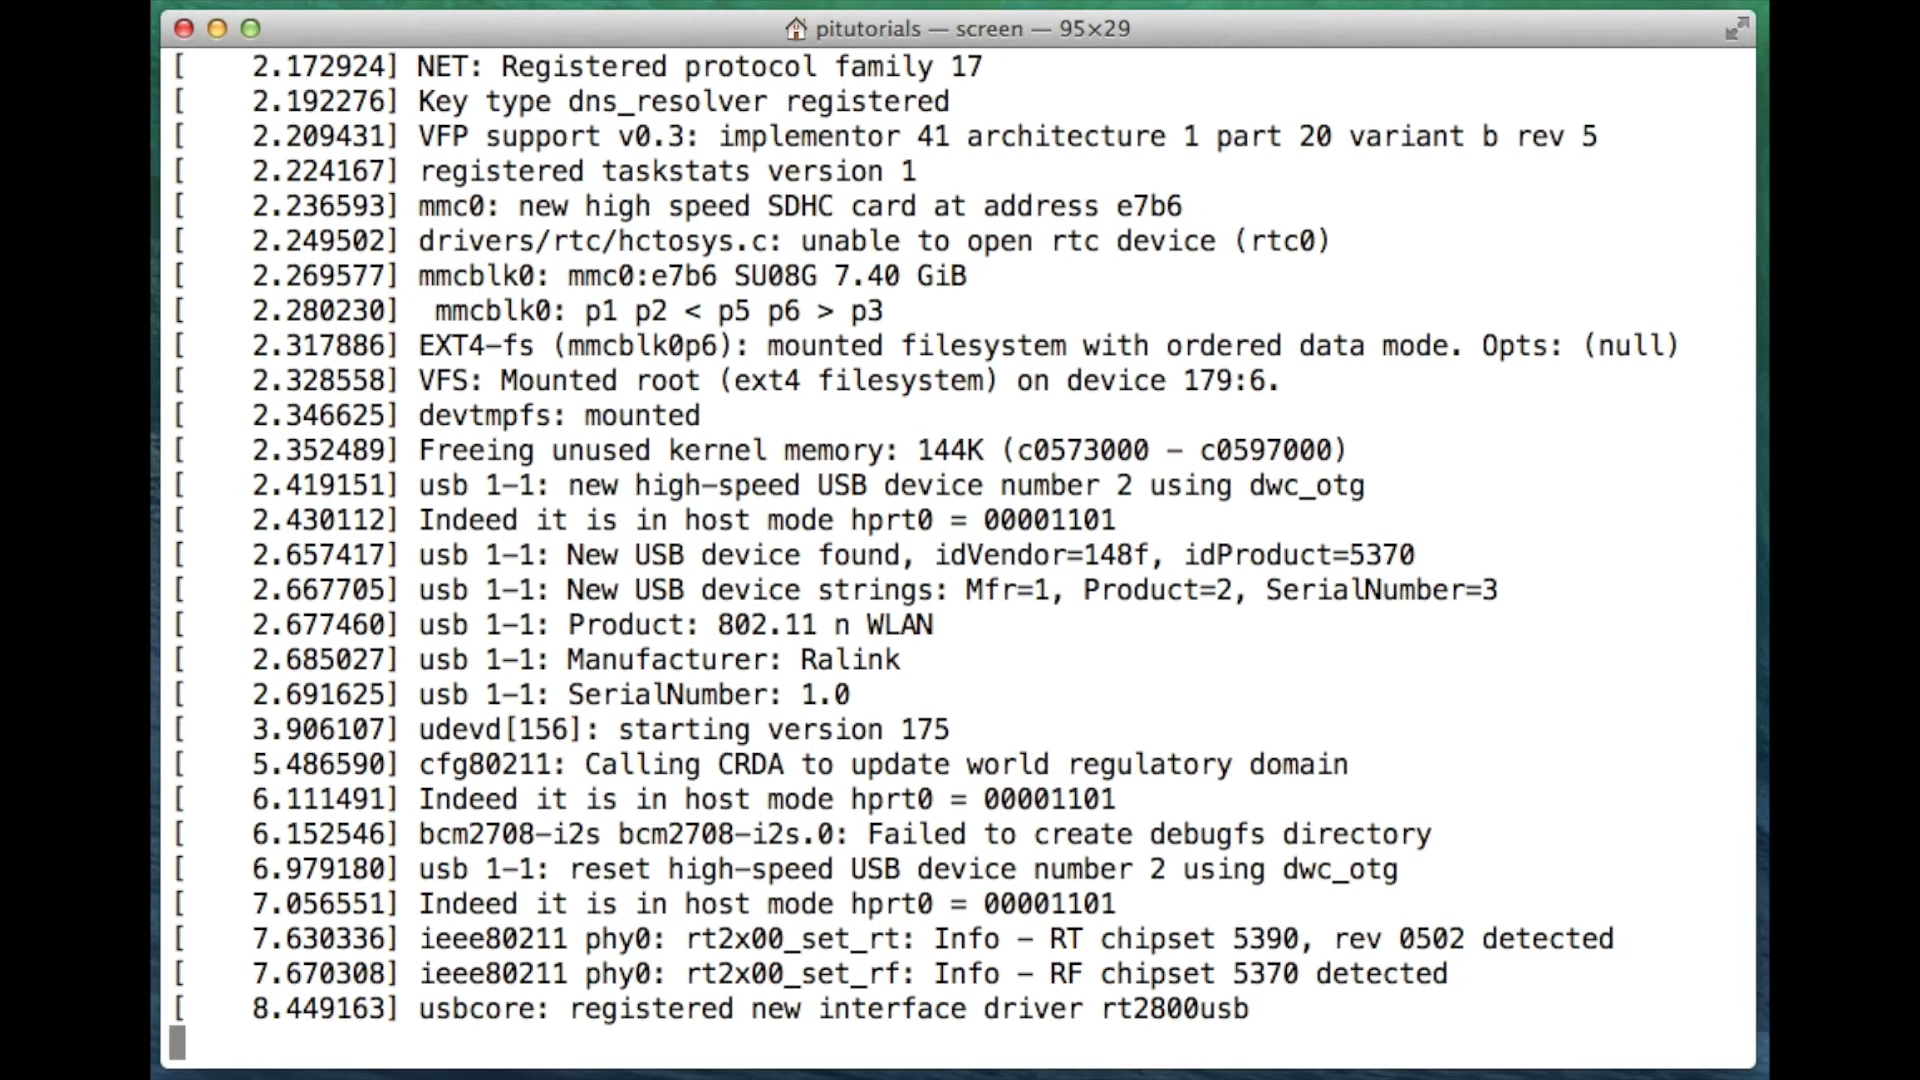 pitutorials — screen — 95×29
[    2.172924] NET: Registered protocol family 17
[    2.192276] Key type dns_resolver registered
[    2.209431] VFP support v0.3: implementor 41 architecture 1 part 20 variant b rev 5
[    2.224167] registered taskstats version 1
[    2.236593] mmc0: new high speed SDHC card at address e7b6
[    2.249502] drivers/rtc/hctosys.c: unable to open rtc device (rtc0)
[    2.269577] mmcblk0: mmc0:e7b6 SU08G 7.40 GiB
[    2.280230]  mmcblk0: p1 p2 < p5 p6 > p3
[    2.317886] EXT4-fs (mmcblk0p6): mounted filesystem with ordered data mode. Opts: (null)
[    2.328558] VFS: Mounted root (ext4 filesystem) on device 179:6.
[    2.346625] devtmpfs: mounted
[    2.352489] Freeing unused kernel memory: 144K (c0573000 - c0597000)
[    2.419151] usb 1-1: new high-speed USB device number 2 using dwc_otg
[    2.430112] Indeed it is in host mode hprt0 = 00001101
[    2.657417] usb 1-1: New USB device found, idVendor=148f, idProduct=5370
[    2.667705] usb 1-1: New USB device strings: Mfr=1, Product=2, SerialNumber=3
[    2.677460] usb 1-1: Product: 802.11 n WLAN
[    2.685027] usb 1-1: Manufacturer: Ralink
[    2.691625] usb 1-1: SerialNumber: 1.0
[    3.906107] udevd[156]: starting version 175
[    5.486590] cfg80211: Calling CRDA to update world regulatory domain
[    6.111491] Indeed it is in host mode hprt0 = 00001101
[    6.152546] bcm2708-i2s bcm2708-i2s.0: Failed to create debugfs directory
[    6.979180] usb 1-1: reset high-speed USB device number 2 using dwc_otg
[    7.056551] Indeed it is in host mode hprt0 = 00001101
[    7.630336] ieee80211 phy0: rt2x00_set_rt: Info - RT chipset 5390, rev 0502 detected
[    7.670308] ieee80211 phy0: rt2x00_set_rf: Info - RF chipset 5370 detected
[    8.449163] usbcore: registered new interface driver rt2800usb